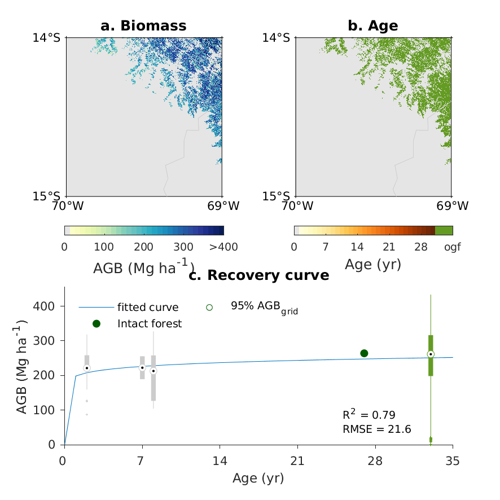 a. Biomass
b. Age
14°S
14°S
15°S
15°S
70°W
69°W
70°W
69°W
0 100 200 300 >400
0 7 14 21 28 ogf
AGB (Mg ha-1)
Age (yr)
c. Recovery curve
400
300
200
100
0
AGB (Mg ha-1)
fitted curve
95% AGBgrid
Intact forest
R2 = 0.79
RMSE = 21.6
0 7 14 21 28 35
Age (yr)